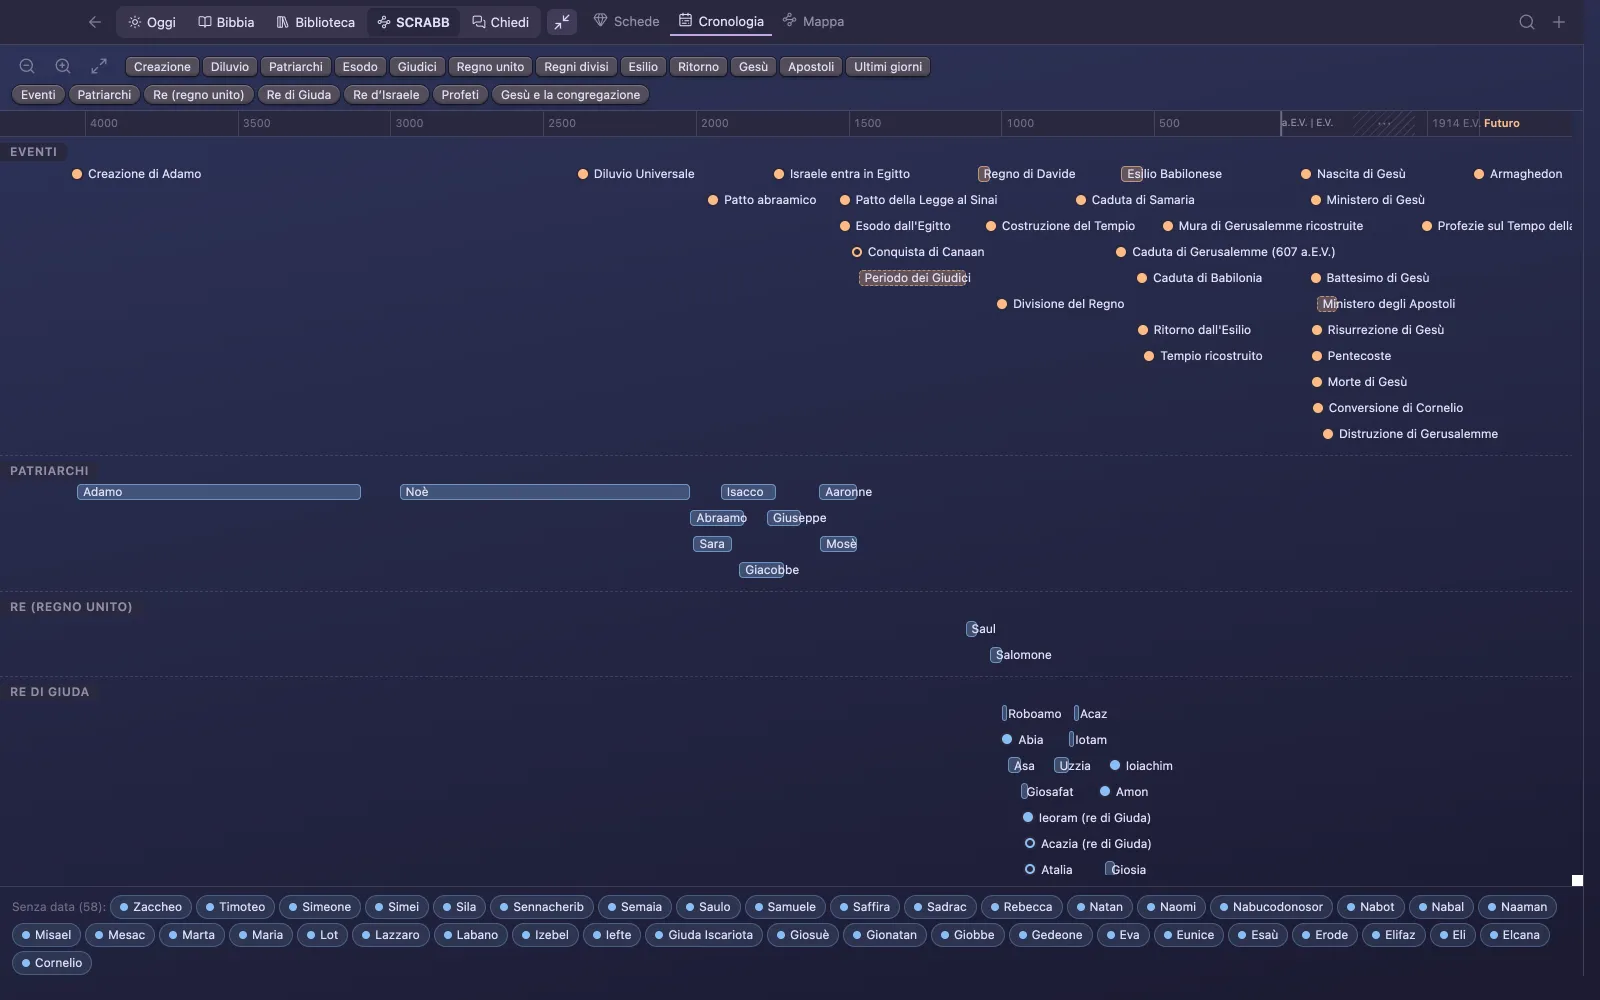 Oggi Bibbia Biblioteca SCRABB Chiedi Schede Cronologia Mappa
Creazione Diluvio Patriarchi Esodo Giudici Regno unito Regni divisi Esilio Ritorno Gesù Apostoli Ultimi giorni
Eventi Patriarchi Re (regno unito) Re di Giuda Re d'Israele Profeti Gesù e la congregazione
4000 3500 3000 2500 2000 1500 1000 500 a.E.V. | E.V. ... 1914 E.V. Futuro
EVENTI
Creazione di Adamo Diluvio Universale Israele entra in Egitto Regno di Davide Esilio Babilonese Nascita di Gesù Armaghedon
Patto abraamico Patto della Legge al Sinai Caduta di Samaria Ministero di Gesù
Esodo dall'Egitto Costruzione del Tempio Mura di Gerusalemme ricostruite Profezie sul Tempo della
Conquista di Canaan Caduta di Gerusalemme (607 a.E.V.)
Periodo dei Giudici Caduta di Babilonia Battesimo di Gesù
Divisione del Regno Ministero degli Apostoli
Ritorno dall'Esilio Risurrezione di Gesù
Tempio ricostruito Pentecoste
Morte di Gesù
Conversione di Cornelio
Distruzione di Gerusalemme
PATRIARCHI
Adamo Noè Isacco Aaronne
Abraamo Giuseppe
Sara Mosè
Giacobbe
RE (REGNO UNITO)
Saul
Salomone
RE DI GIUDA
Roboamo Acaz
Abia Iotam
Asa Uzzia Ioiachim
Giosafat Amon
Ieoram (re di Giuda)
Acazia (re di Giuda)
Atalia Giosia
Senza data (58): Zaccheo Timoteo Simeone Simei Sila Sennacherib Semaia Saulo Samuele Saffira Sadrac Rebecca Natan Naomi Nabucodonosor Nabot Nabal Naaman
Misael Mesac Marta Maria Lot Lazzaro Labano Izebel Iefte Giuda Iscariota Giosuè Gionatan Giobbe Gedeone Eva Eunice Esaù Erode Elifaz Eli Elcana
Cornelio